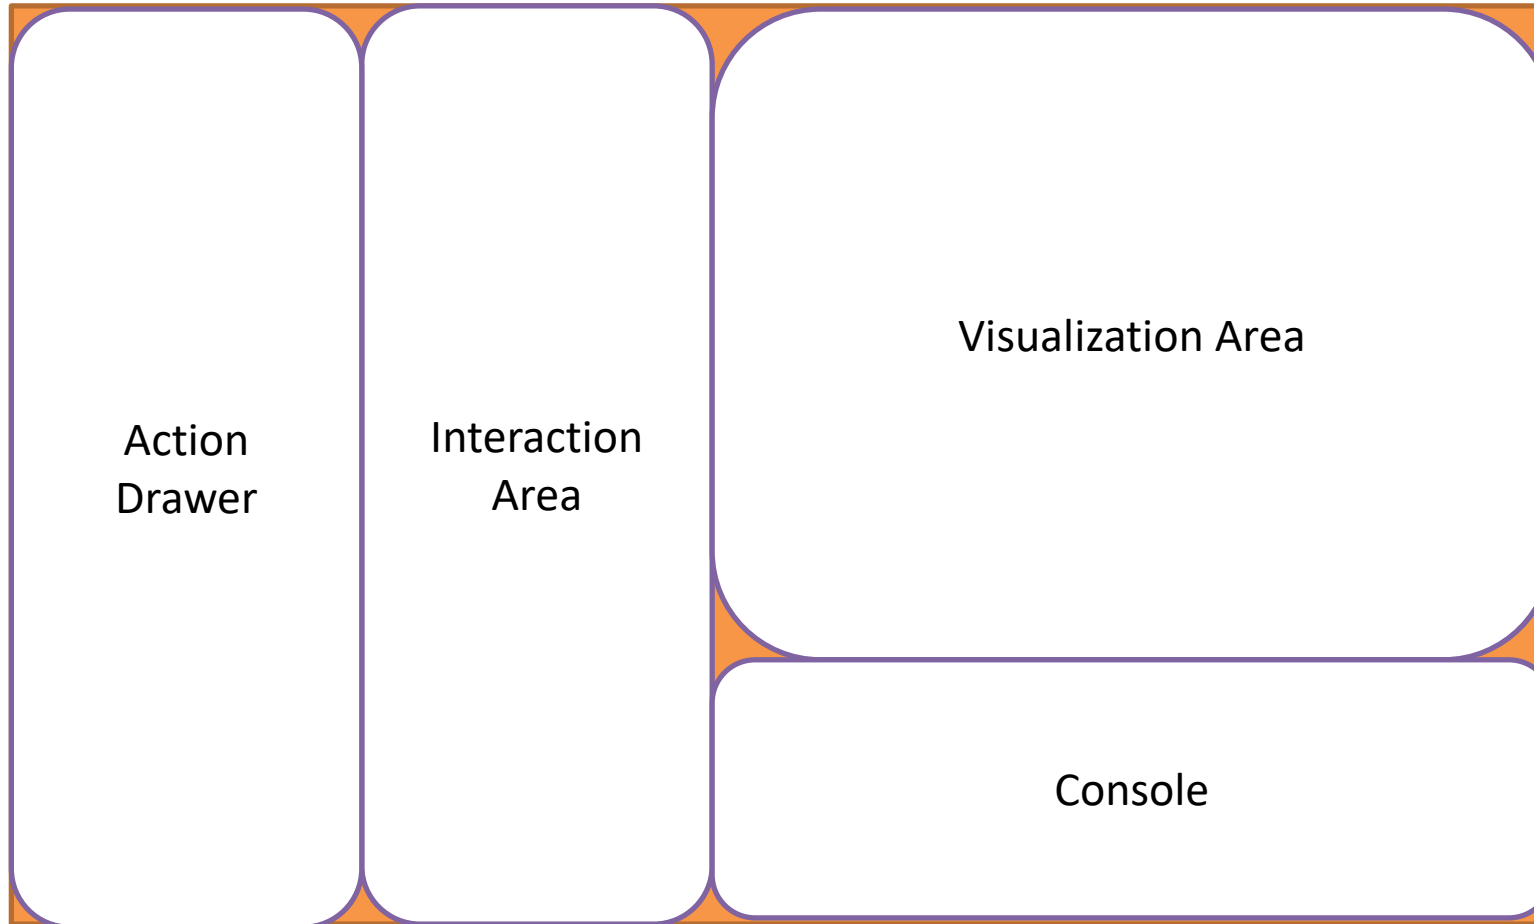 Action
Drawer
Interaction
Area
Visualization Area
Console